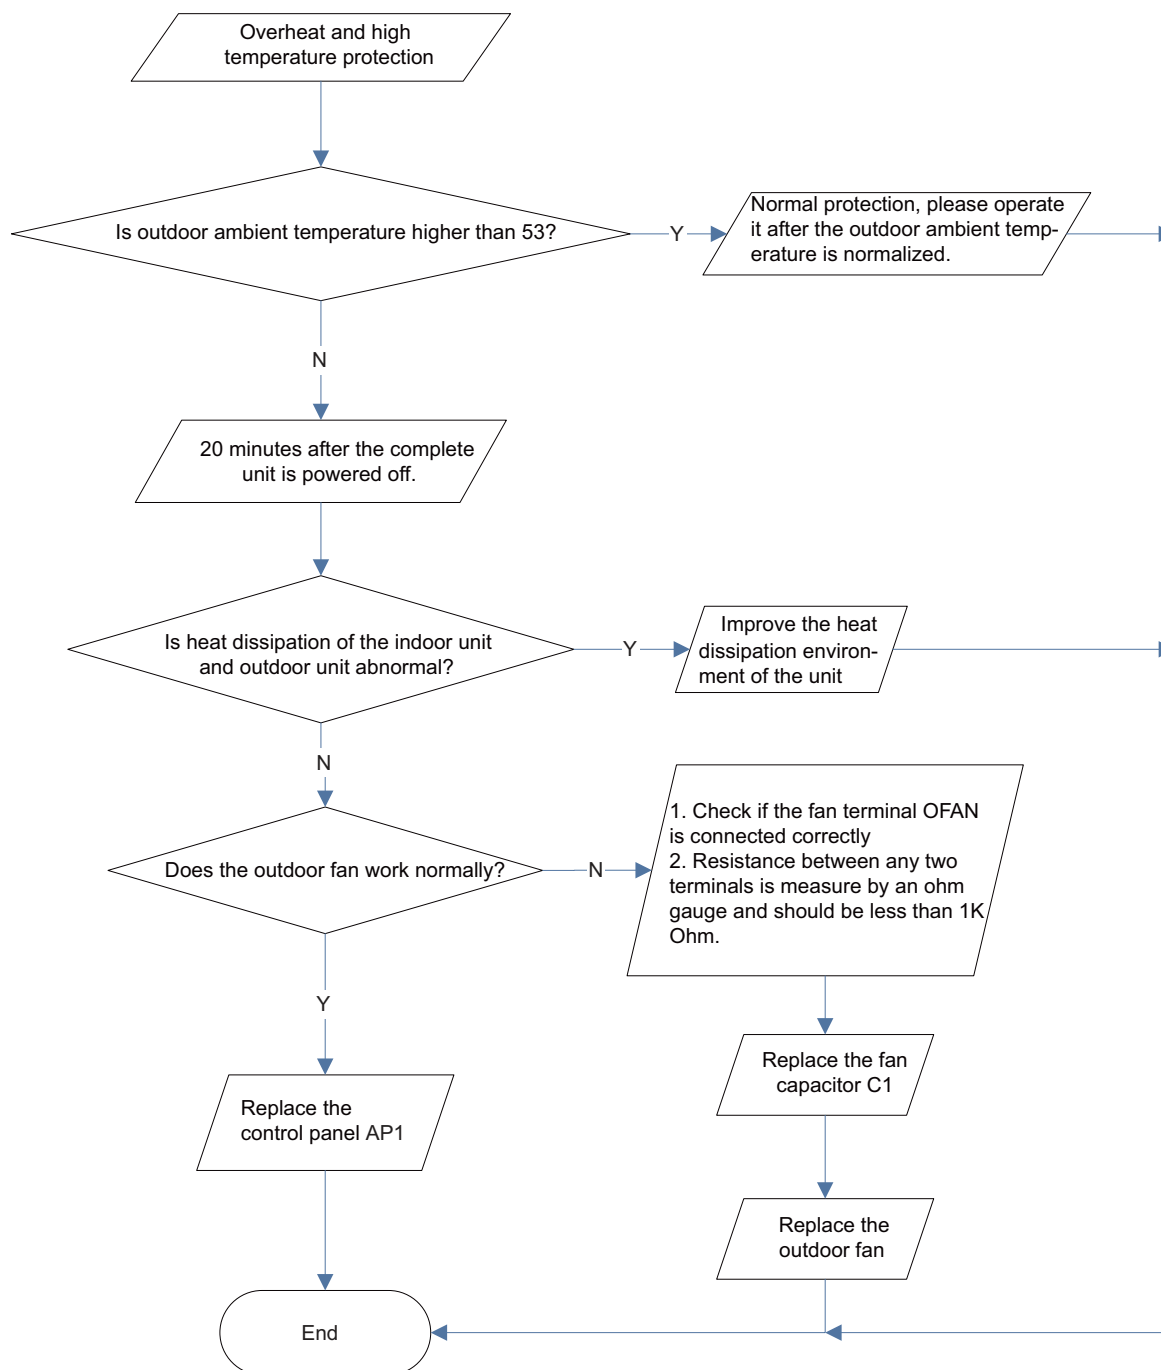 Overheat and high
temperature protection
Is outdoor ambient temperature higher than 53?
Y
Normal protection, please operate
it after the outdoor ambient temp-
erature is normalized.
N
20 minutes after the complete
unit is powered off.
Is heat dissipation of the indoor unit
and outdoor unit abnormal?
Y
Improve the heat
dissipation environ-
ment of the unit
N
Does the outdoor fan work normally?
N
1. Check if the fan terminal OFAN
is connected correctly
2. Resistance between any two
terminals is measure by an ohm
gauge and should be less than 1K
Ohm.
Y
Replace the fan
capacitor C1
Replace the
control panel AP1
Replace the
outdoor fan
End